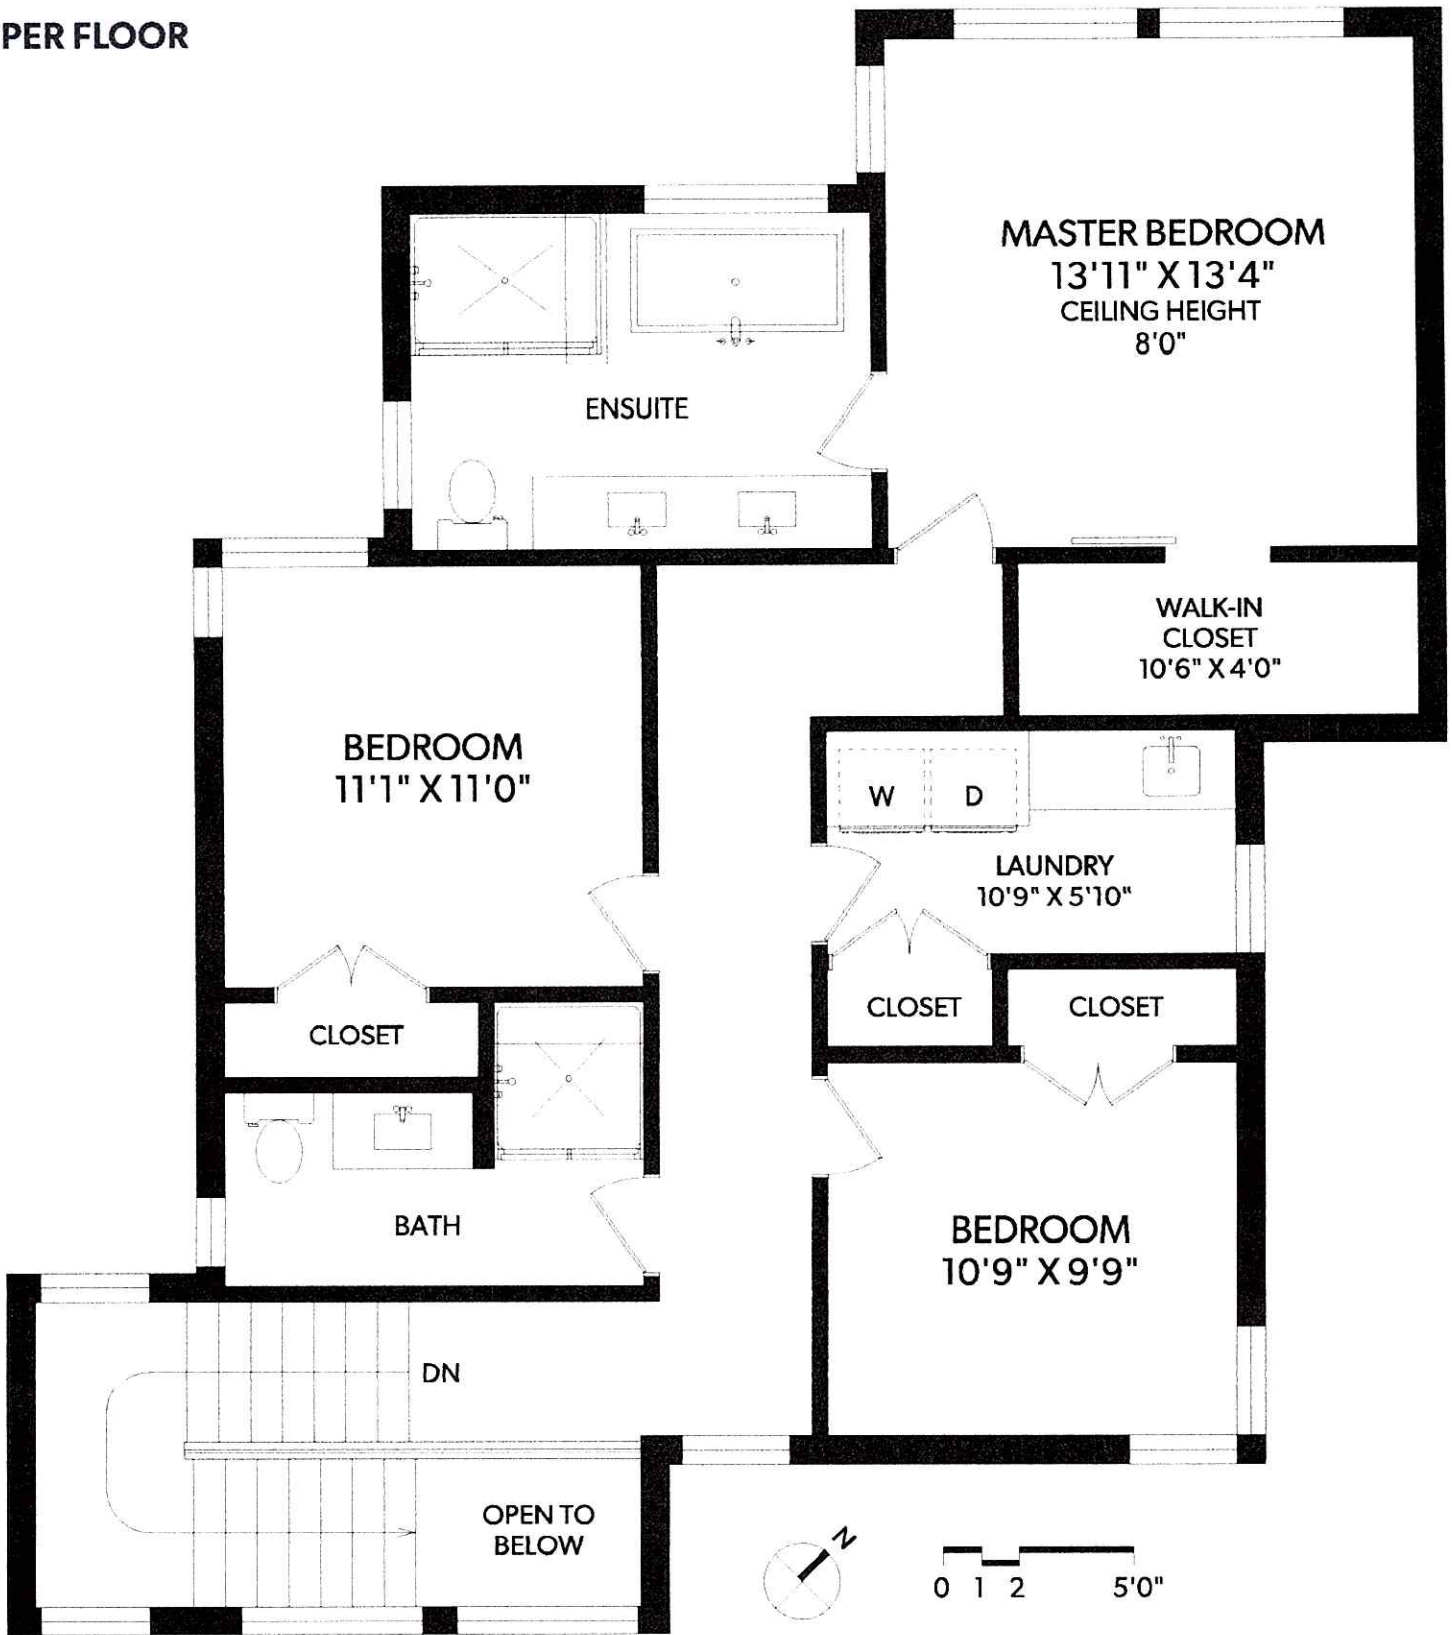 PER FLOOR
MASTER BEDROOM
13'11" X 13'4"
CEILING HEIGHT
8'0"
ENSUITE
WALK-IN
CLOSET
10'6" X 4'0"
BEDROOM
11'1" X 11'0"
W
D
LAUNDRY
10'9" X 5'10"
CLOSET
CLOSET
CLOSET
BATH
BEDROOM
10'9" X 9'9"
DN
OPEN TO
BELOW
N
0 1 2 5'0"